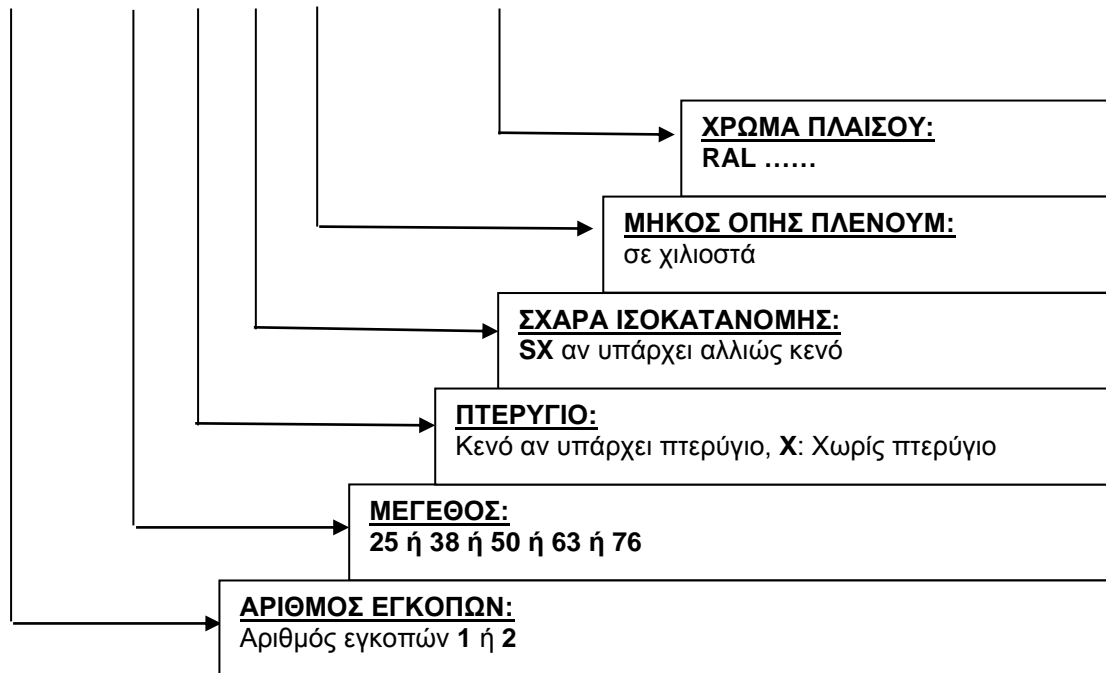 ΧΡΩΜΑ ΠΛΑΙΣΟΥ:
RAL ……
ΜΗΚΟΣ ΟΠΗΣ ΠΛΕΝΟΥΜ:
σε χιλιοστά
ΣΧΑΡΑ ΙΣΟΚΑΤΑΝΟΜΗΣ:
SX αν υπάρχει αλλιώς κενό
ΠΤΕΡΥΓΙΟ:
Κενό αν υπάρχει πτερύγιο, X: Χωρίς πτερύγιο
ΜΕΓΕΘΟΣ:
25 ή 38 ή 50 ή 63 ή 76
ΑΡΙΘΜΟΣ ΕΓΚΟΠΩΝ:
Αριθμός εγκοπών 1 ή 2